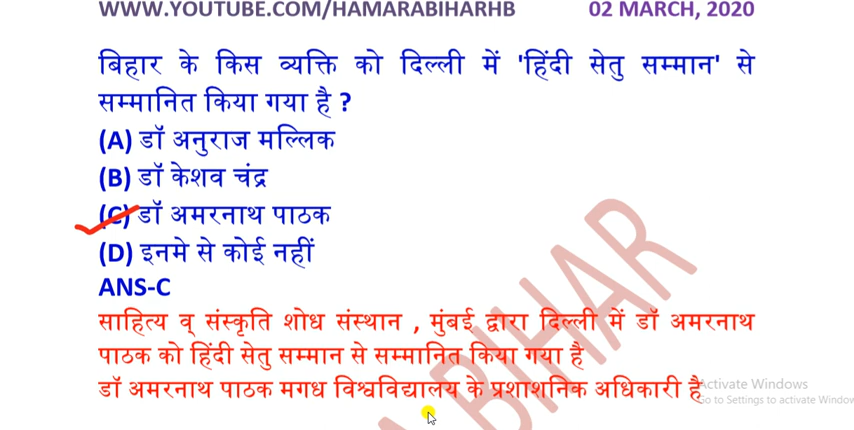 WWW.YOUTUBE.COM/HAMARABIHARHB 02 MARCH, 2020
बिहार के किस व्यक्ति को दिल्ली में 'हिंदी सेतु सम्मान' से
सम्मानित किया गया है ?
(A) डॉ अनुराज मल्लिक
(B) डॉ केशव चंद्र
(C) डॉ अमरनाथ पाठक
(D) इनमे से कोई नहीं
ANS-C
साहित्य व् संस्कृति शोध संस्थान , मुंबई द्वारा दिल्ली में डॉ अमरनाथ
पाठक को हिंदी सेतु सम्मान से सम्मानित किया गया है
डॉ अमरनाथ पाठक मगध विश्वविद्यालय के प्रशाशनिक अधिकारी है
Activate Windows
Go to Settings to activate Window
A BIHAR